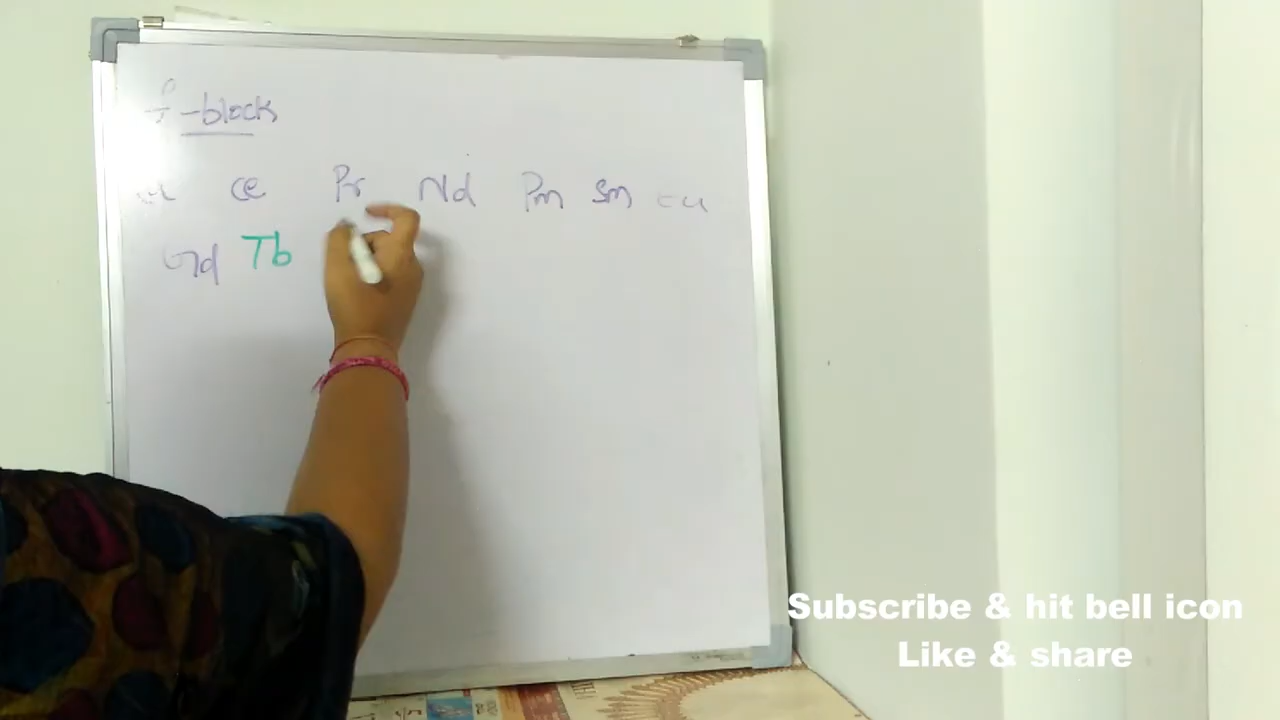 f-block
Ce Pr Nd Pm Sm Eu
Gd Tb
Subscribe & hit bell icon
Like & share